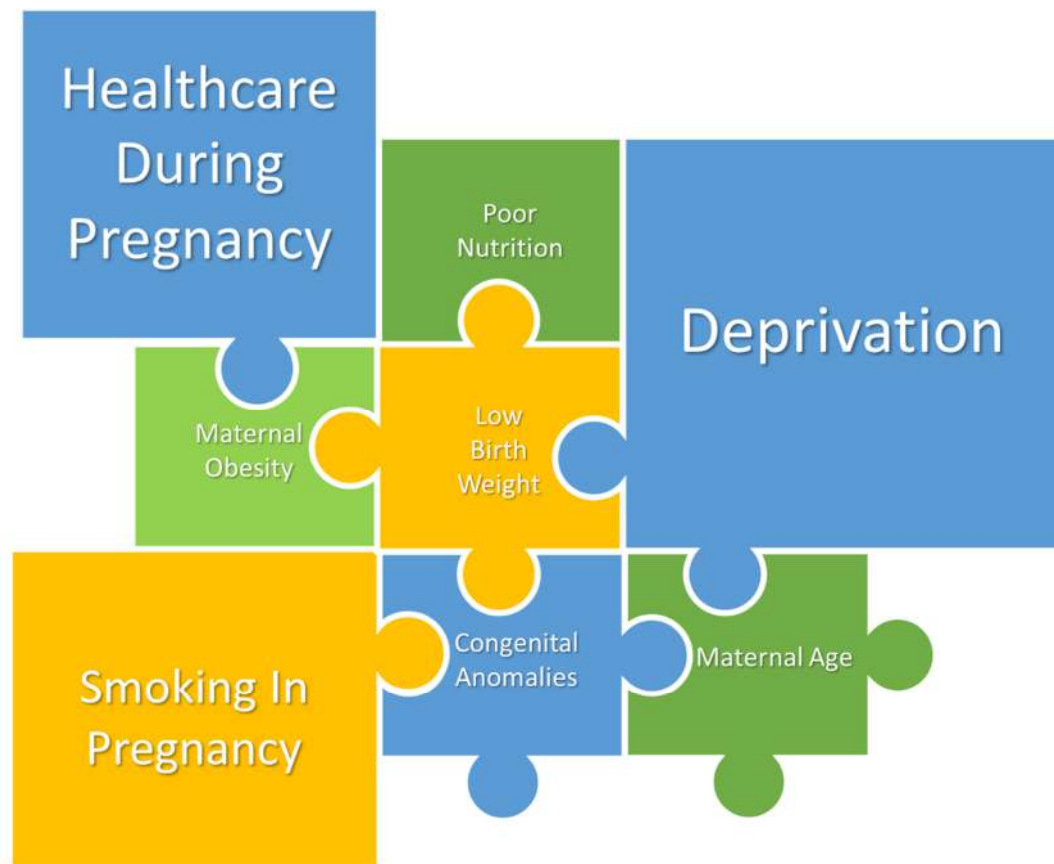 Healthcare
During
Pregnancy
Poor
Nutrition
Deprivation
Maternal
Obesity
Low
Birth
Weight
Smoking In
Pregnancy
Congenital
Anomalies
Maternal Age